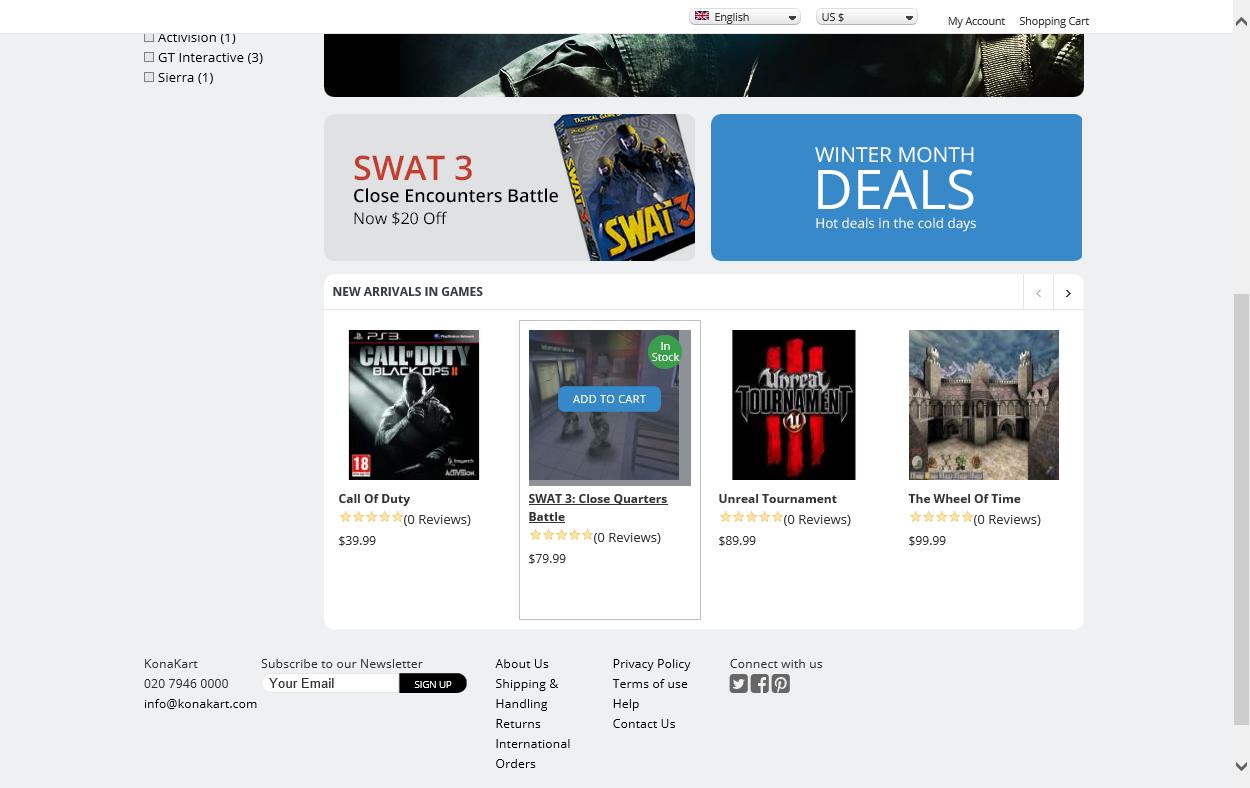 English
US $
My Account
Shopping Cart
Activision (1)
GT Interactive (3)
Sierra (1)
SWAT 3
Close Encounters Battle
Now $20 Off
TACTICAL GAME
SWAT 3
SWAT 3
WINTER MONTH
DEALS
Hot deals in the cold days
NEW ARRIVALS IN GAMES
< >
PS3
CALL OF DUTY
BLACK OPS II
18
ACTIVISION
Call Of Duty
(0 Reviews)
$39.99
In
Stock
ADD TO CART
SWAT 3: Close Quarters
Battle
(0 Reviews)
$79.99
Unreal
TOURNAMENT
Unreal Tournament
(0 Reviews)
$89.99
The Wheel Of Time
(0 Reviews)
$99.99
KonaKart
020 7946 0000
info@konakart.com
Subscribe to our Newsletter
Your Email
SIGN UP
About Us
Shipping &
Handling
Returns
International
Orders
Privacy Policy
Terms of use
Help
Contact Us
Connect with us